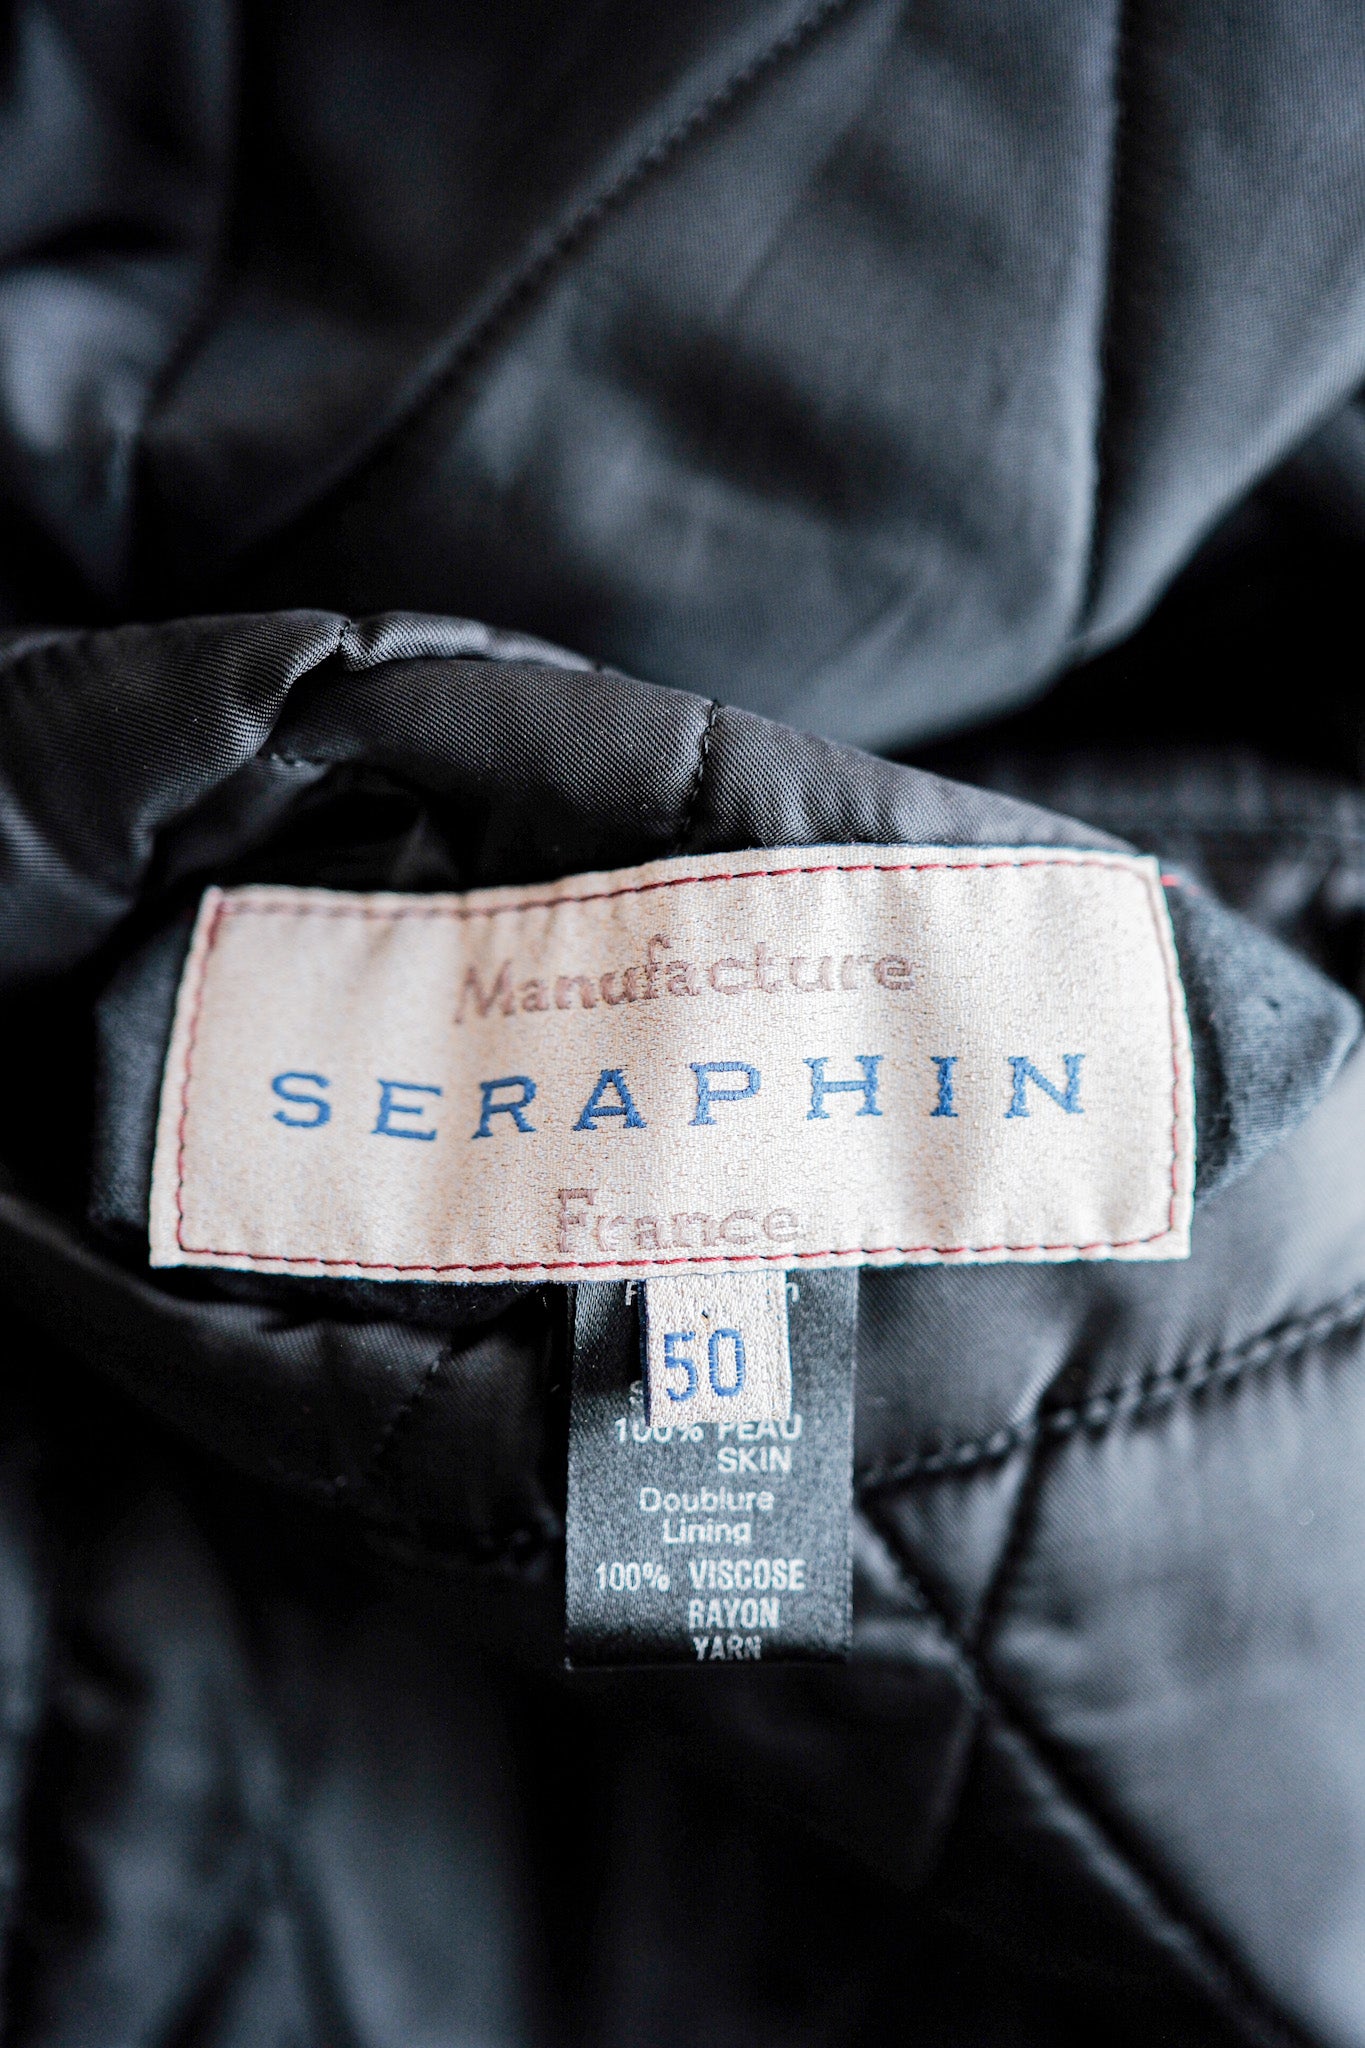 Manufacture
SERAPHIN
France
50
100% PEAU
SKIN
Doublure
Lining
100% VISCOSE
RAYON
YARN